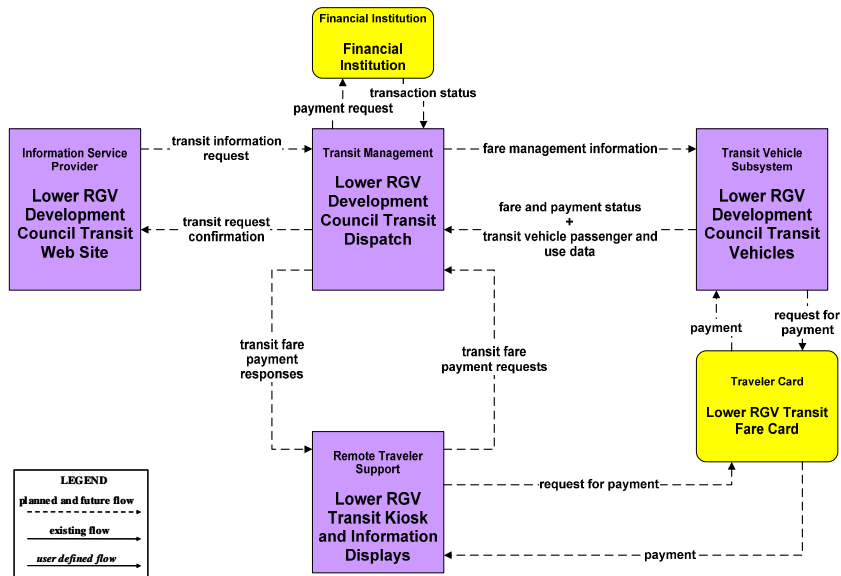 Financial Institution
Financial
Institution
transaction status
payment request
Information Service
Provider
Lower RGV
Development
Council Transit
Web Site
transit information
request
transit request
confirmation
Transit Management
Lower RGV
Development
Council Transit
Dispatch
fare management information
fare and payment status
+
transit vehicle passenger and
use data
Transit Vehicle
Subsystem
Lower RGV
Development
Council Transit
Vehicles
payment
request for
payment
transit fare
payment
responses
transit fare
payment requests
Traveler Card
Lower RGV Transit
Fare Card
Remote Traveler
Support
Lower RGV
Transit Kiosk
and Information
Displays
request for payment
payment
LEGEND
planned and future flow
existing flow
user defined flow